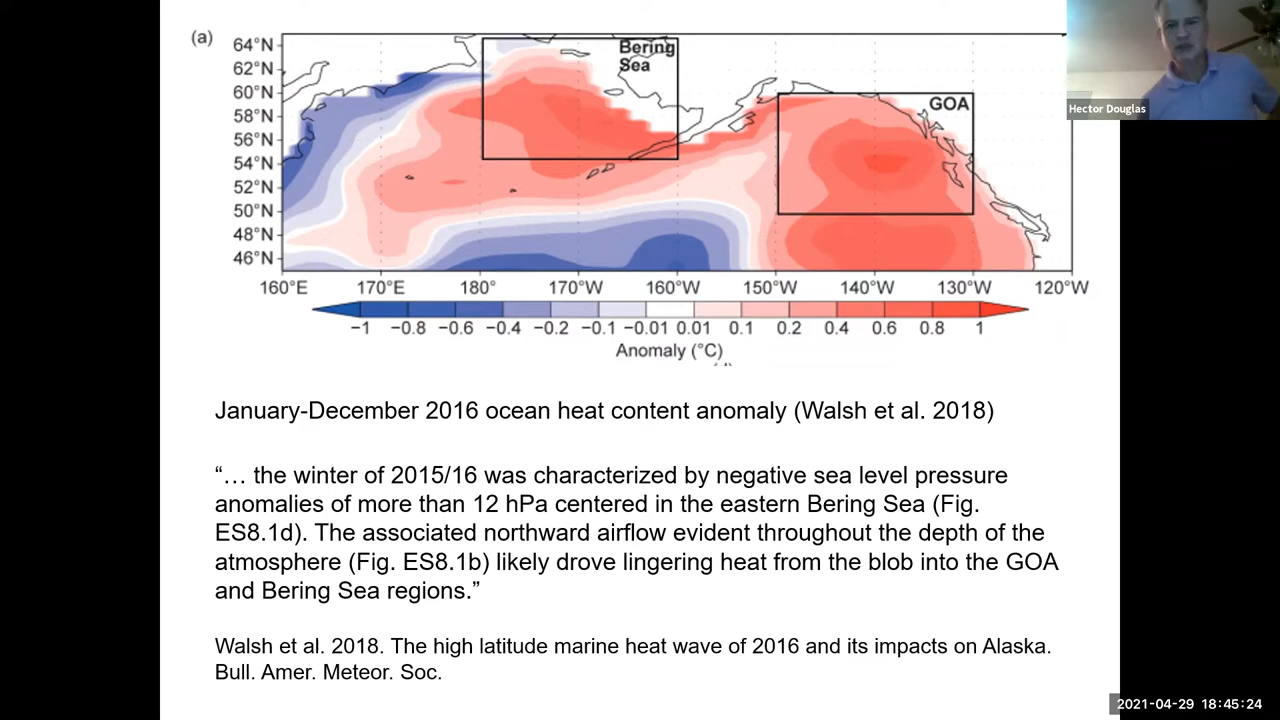 (a)
64°N
62°N
60°N
58°N
56°N
54°N
52°N
50°N
48°N
46°N
Bering
Sea
GOA
160°E 170°E 180° 170°W 160°W 150°W 140°W 130°W 120°W
−1 −0.8 −0.6 −0.4 −0.2 −0.1 −0.01 0.01 0.1 0.2 0.4 0.6 0.8 1
Anomaly (°C)
Hector Douglas
January-December 2016 ocean heat content anomaly (Walsh et al. 2018)
“… the winter of 2015/16 was characterized by negative sea level pressure
anomalies of more than 12 hPa centered in the eastern Bering Sea (Fig.
ES8.1d). The associated northward airflow evident throughout the depth of the
atmosphere (Fig. ES8.1b) likely drove lingering heat from the blob into the GOA
and Bering Sea regions.”
Walsh et al. 2018. The high latitude marine heat wave of 2016 and its impacts on Alaska.
Bull. Amer. Meteor. Soc.
2021-04-29 18:45:24